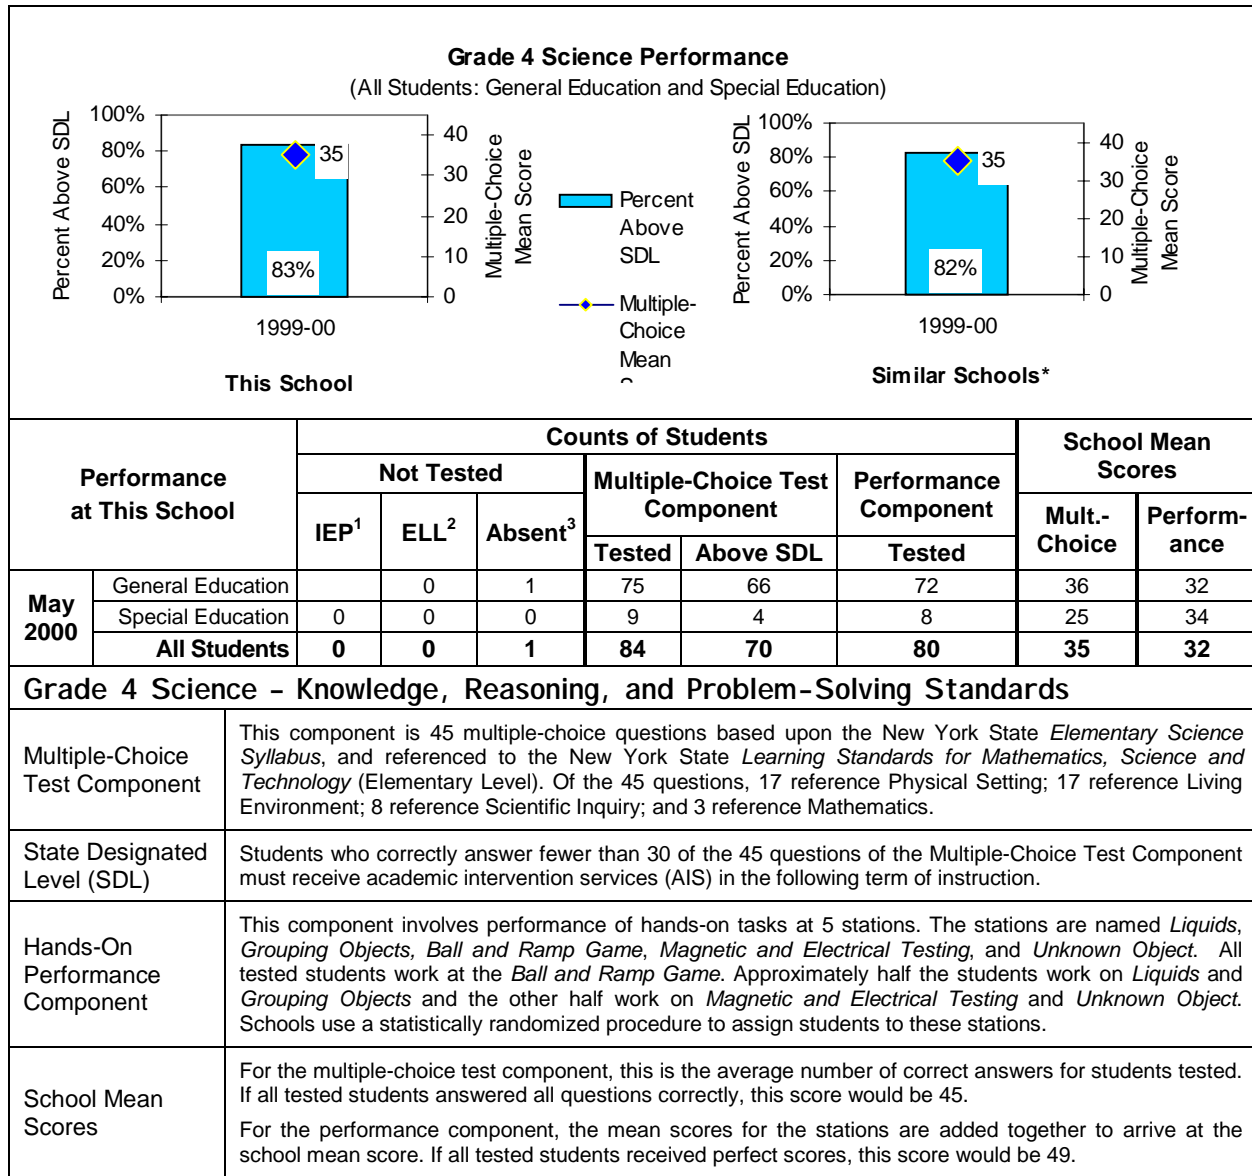 Grade 4 Science Performance
(All Students: General Education and Special Education)
Percent Above SDL
100%
80%
60%
40%
20%
0%
35
83%
1999-00
40
30
20
10
0
Multiple-Choice
Mean Score
This School
Percent
Above
SDL
Multiple-
Choice
Mean
Percent Above SDL
100%
80%
60%
40%
20%
0%
35
82%
1999-00
40
30
20
10
0
Multiple-Choice
Mean Score
Similar Schools*
Performance
at This School
Counts of Students
School Mean
Scores
Not Tested
Multiple-Choice Test
Component
Performance
Component
IEP1 ELL2 Absent3
Tested Above SDL Tested
Mult.-
Choice
Perform-
ance
May
2000
General Education 0 1 75 66 72 36 32
Special Education 0 0 0 9 4 8 25 34
All Students 0 0 1 84 70 80 35 32
Grade 4 Science – Knowledge, Reasoning, and Problem-Solving Standards
Multiple-Choice
Test Component
This component is 45 multiple-choice questions based upon the New York State Elementary Science
Syllabus, and referenced to the New York State Learning Standards for Mathematics, Science and
Technology (Elementary Level). Of the 45 questions, 17 reference Physical Setting; 17 reference Living
Environment; 8 reference Scientific Inquiry; and 3 reference Mathematics.
State Designated
Level (SDL)
Students who correctly answer fewer than 30 of the 45 questions of the Multiple-Choice Test Component
must receive academic intervention services (AIS) in the following term of instruction.
Hands-On
Performance
Component
This component involves performance of hands-on tasks at 5 stations. The stations are named Liquids,
Grouping Objects, Ball and Ramp Game, Magnetic and Electrical Testing, and Unknown Object. All
tested students work at the Ball and Ramp Game. Approximately half the students work on Liquids and
Grouping Objects and the other half work on Magnetic and Electrical Testing and Unknown Object.
Schools use a statistically randomized procedure to assign students to these stations.
School Mean
Scores
For the multiple-choice test component, this is the average number of correct answers for students tested.
If all tested students answered all questions correctly, this score would be 45.
For the performance component, the mean scores for the stations are added together to arrive at the
school mean score. If all tested students received perfect scores, this score would be 49.